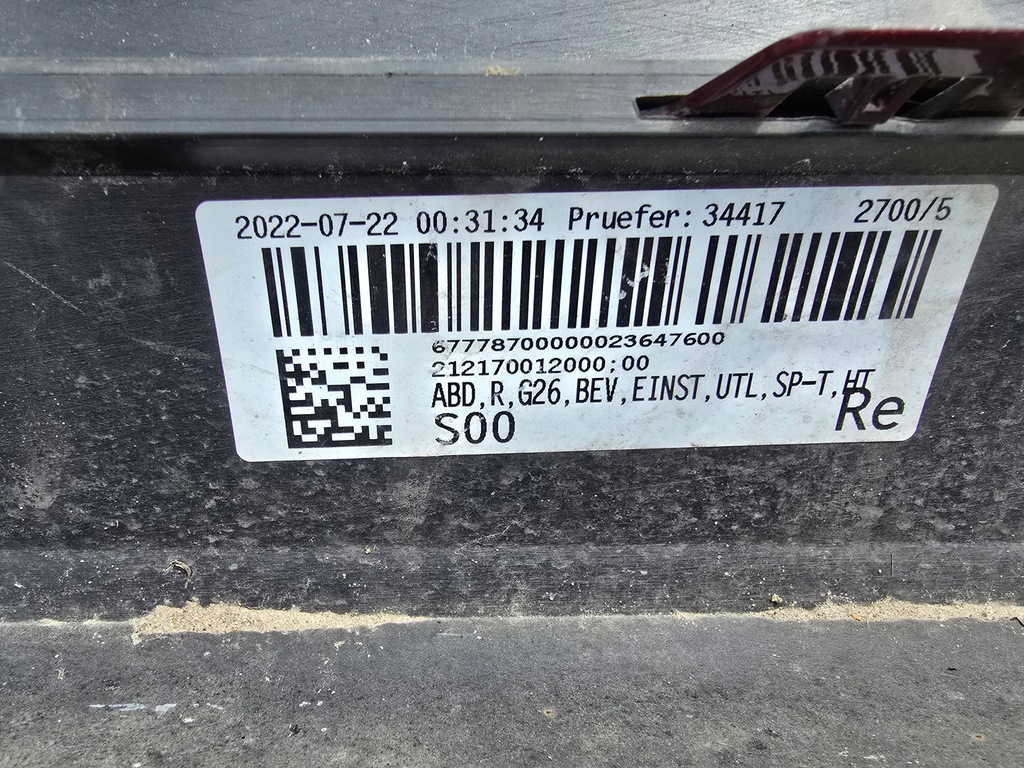 2022-07-22 00:31:34 Pruefer: 34417 2700/5
67778700000023647600
212170012000;00
ABD,R,G26,BEV,EINST,UTL,SP-T,HT
S00 Re